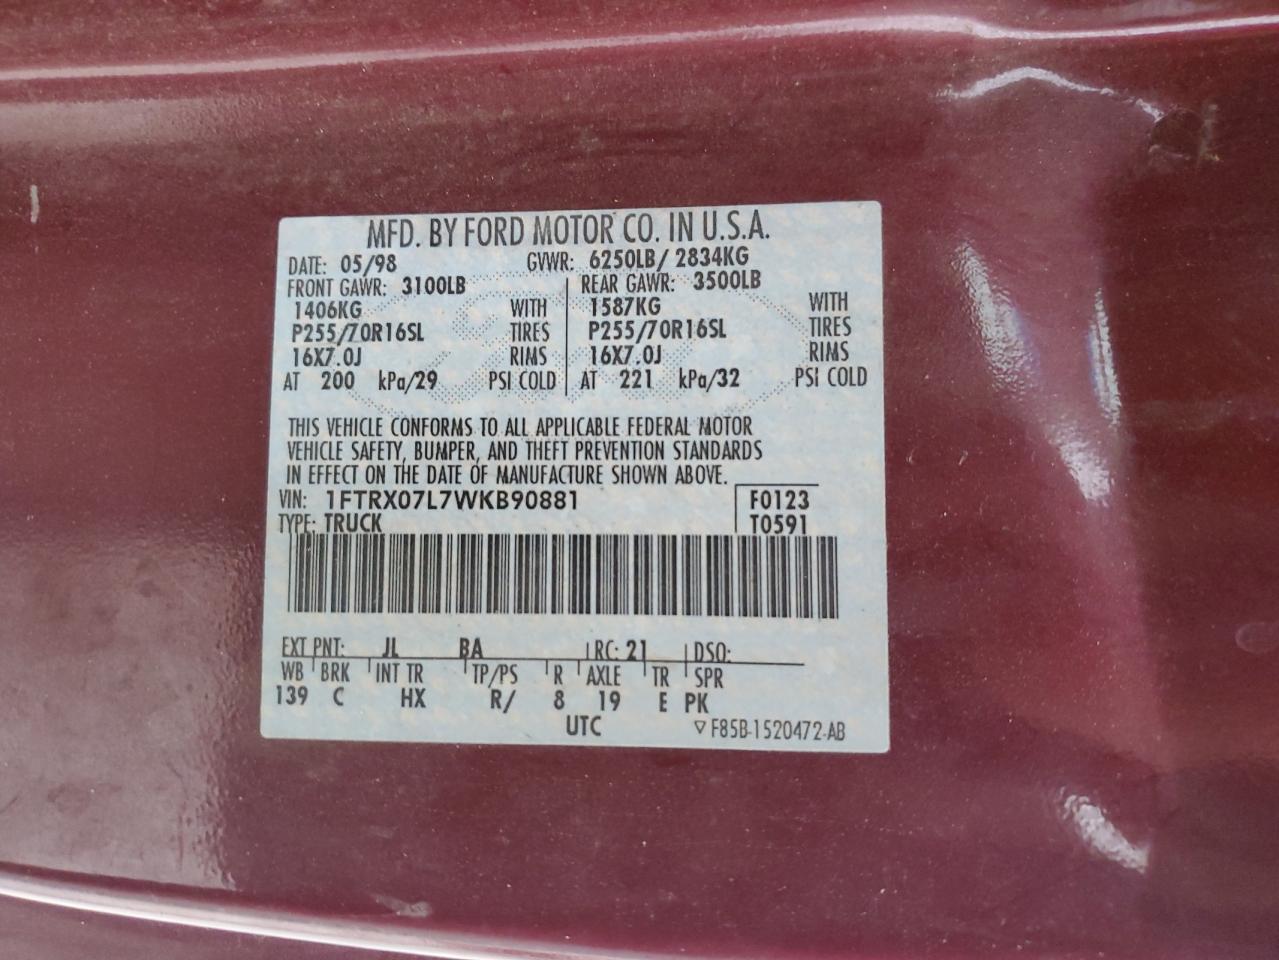 MFD. BY FORD MOTOR CO. IN U.S.A.
DATE: 05/98 GVWR: 6250LB/ 2834KG
FRONT GAWR: 3100LB REAR GAWR: 3500LB
1406KG WITH 1587KG WITH
P255/70R16SL TIRES P255/70R16SL TIRES
16X7.0J RIMS 16X7.0J RIMS
AT 200 kPa/29 PSI COLD AT 221 kPa/32 PSI COLD
THIS VEHICLE CONFORMS TO ALL APPLICABLE FEDERAL MOTOR
VEHICLE SAFETY, BUMPER, AND THEFT PREVENTION STANDARDS
IN EFFECT ON THE DATE OF MANUFACTURE SHOWN ABOVE.
VIN: 1FTRX07L7WKB90881 F0123
TYPE: TRUCK T0591
EXT PNT: JL BA RC: 21 DSO:
WB BRK INT TR TP/PS R AXLE TR SPR
139 C HX R/ 8 19 E PK
UTC ▽F85B-1520472-AB